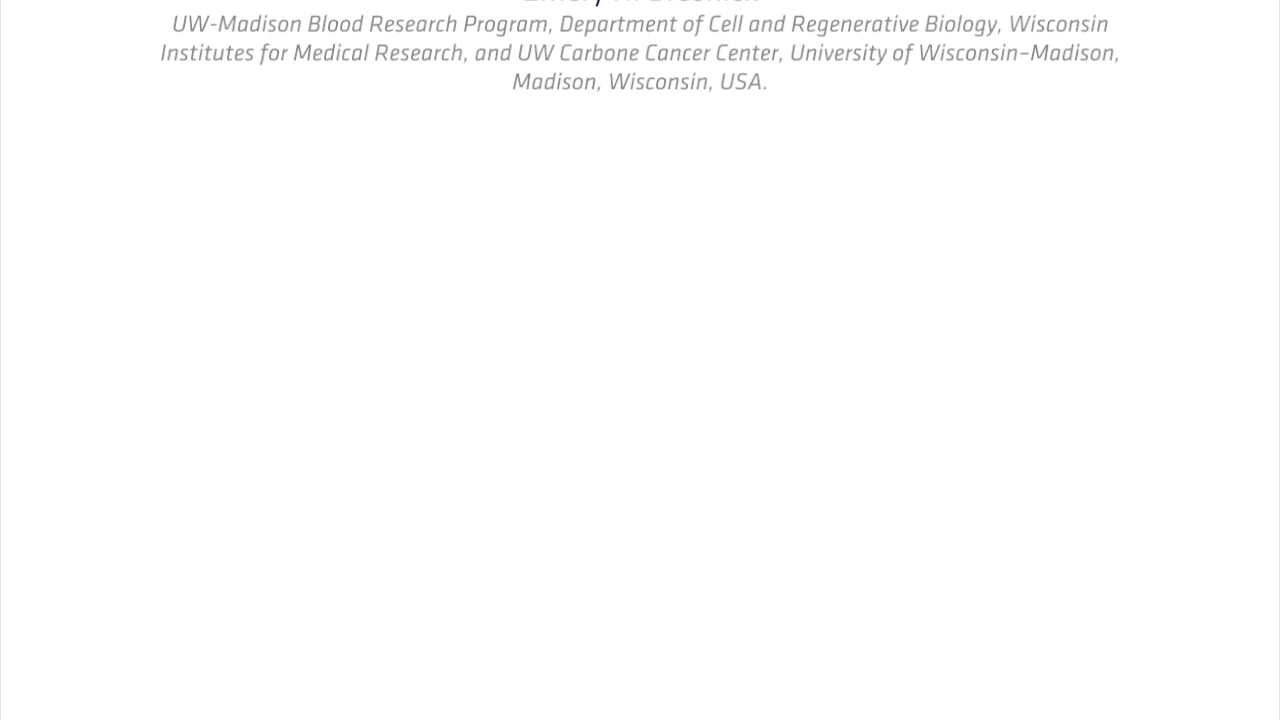 UW-Madison Blood Research Program, Department of Cell and Regenerative Biology, Wisconsin
Institutes for Medical Research, and UW Carbone Cancer Center, University of Wisconsin–Madison,
Madison, Wisconsin, USA.